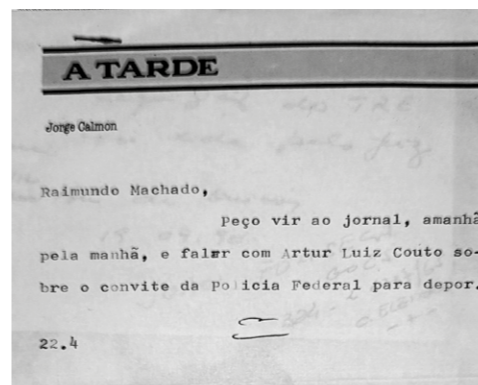 A TARDE
Jorge Calmon
Raimundo Machado,
Peço vir ao jornal, amanhã
pela manhã, e falar com Artur Luiz Couto so-
bre o convite da Policia Federal para depor.
22.4